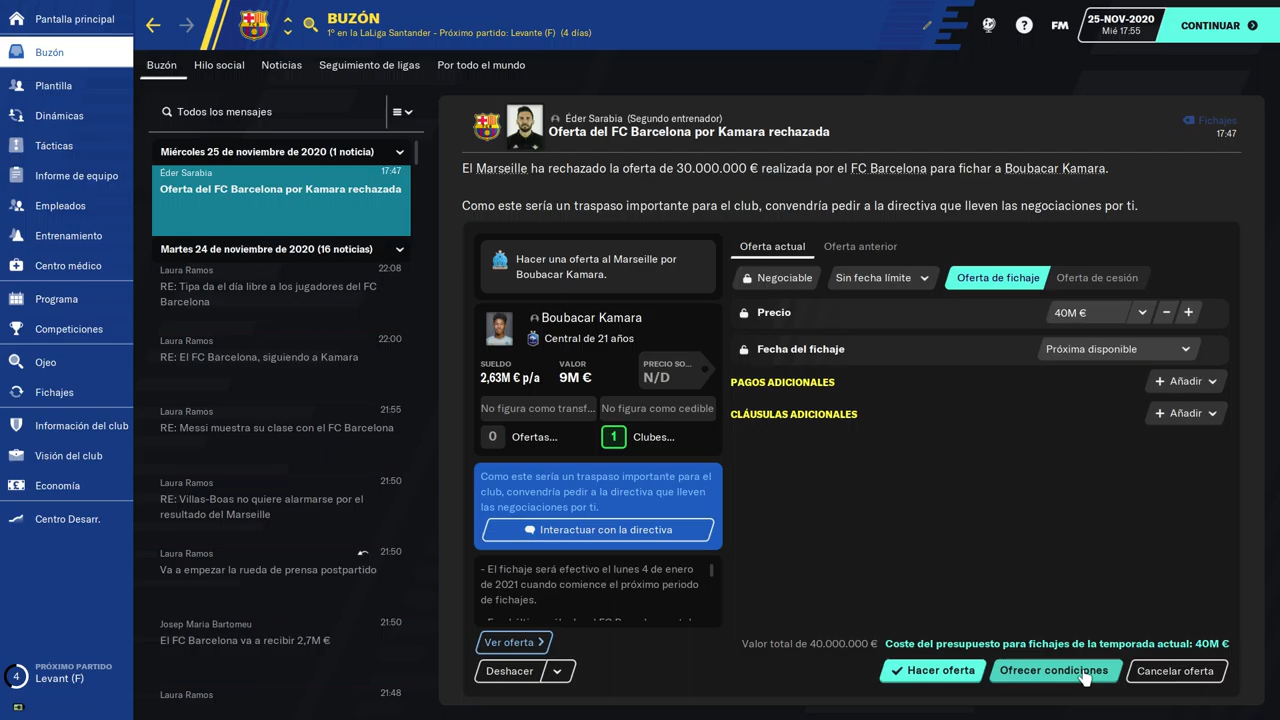 Pantalla principal
Buzón
Plantilla
Dinámicas
Tácticas
Informe de equipo
Empleados
Entrenamiento
Centro médico
Programa
Competiciones
Ojeo
Fichajes
Información del club
Visión del club
Economía
Centro Desarr.
4
PRÓXIMO PARTIDO
Levant (F)
BUZÓN
1º en la LaLiga Santander - Próximo partido: Levante (F) (4 días)
FM
25-NOV-2020
Mié 17:55
CONTINUAR
Buzón
Hilo social
Noticias
Seguimiento de ligas
Por todo el mundo
Todos los mensajes
Miércoles 25 de noviembre de 2020 (1 noticia)
Éder Sarabia 17:47
Oferta del FC Barcelona por Kamara rechazada
Martes 24 de noviembre de 2020 (16 noticias)
Laura Ramos 22:08
RE: Tipa da el día libre a los jugadores del FC
Barcelona
Laura Ramos 22:00
RE: El FC Barcelona, siguiendo a Kamara
Laura Ramos 21:55
RE: Messi muestra su clase con el FC Barcelona
Laura Ramos 21:50
RE: Villas-Boas no quiere alarmarse por el
resultado del Marseille
Laura Ramos 21:50
Va a empezar la rueda de prensa postpartido
Josep Maria Bartomeu 21:50
El FC Barcelona va a recibir 2,7M €
Laura Ramos 21:48
Éder Sarabia (Segundo entrenador)
Oferta del FC Barcelona por Kamara rechazada
Fichajes
17:47
El Marseille ha rechazado la oferta de 30.000.000 € realizada por el FC Barcelona para fichar a Boubacar Kamara.
Como este sería un traspaso importante para el club, convendría pedir a la directiva que lleven las negociaciones por ti.
Hacer una oferta al Marseille por
Boubacar Kamara.
Boubacar Kamara
Central de 21 años
SUELDO
2,63M € p/a
VALOR
9M €
PRECIO SO...
N/D
No figura como transf...
No figura como cedible
0 Ofertas...
1 Clubes...
Como este sería un traspaso importante para el
club, convendría pedir a la directiva que lleven
las negociaciones por ti.
Interactuar con la directiva
- El fichaje será efectivo el lunes 4 de enero
de 2021 cuando comience el próximo periodo
de fichajes.
Ver oferta
Deshacer
Oferta actual
Oferta anterior
Negociable
Sin fecha límite
Oferta de fichaje
Oferta de cesión
Precio
40M €
Fecha del fichaje
Próxima disponible
PAGOS ADICIONALES
Añadir
CLÁUSULAS ADICIONALES
Añadir
Valor total de 40.000.000 € Coste del presupuesto para fichajes de la temporada actual: 40M €
Hacer oferta
Ofrecer condiciones
Cancelar oferta